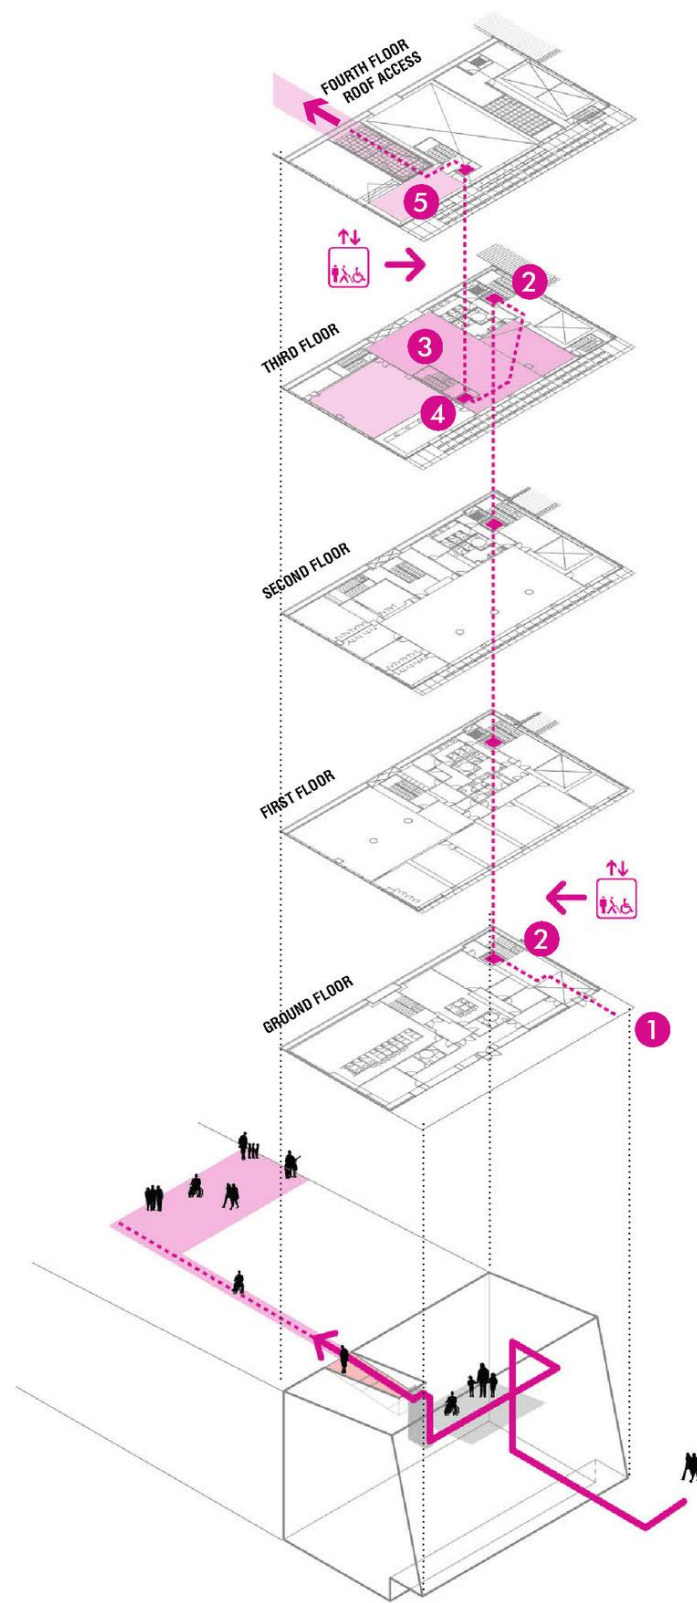 FOURTH FLOOR
ROOF ACCESS
5
2
THIRD FLOOR
3
4
SECOND FLOOR
FIRST FLOOR
2
GROUND FLOOR
1